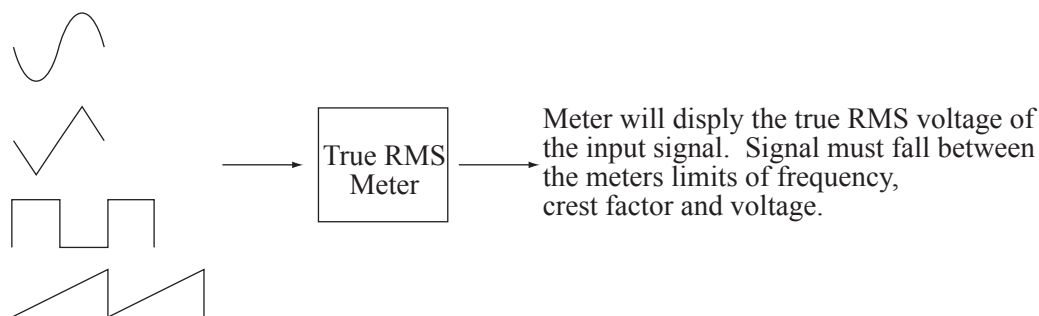 True RMS
Meter
Meter will disply the true RMS voltage of
the input signal. Signal must fall between
the meters limits of frequency,
crest factor and voltage.